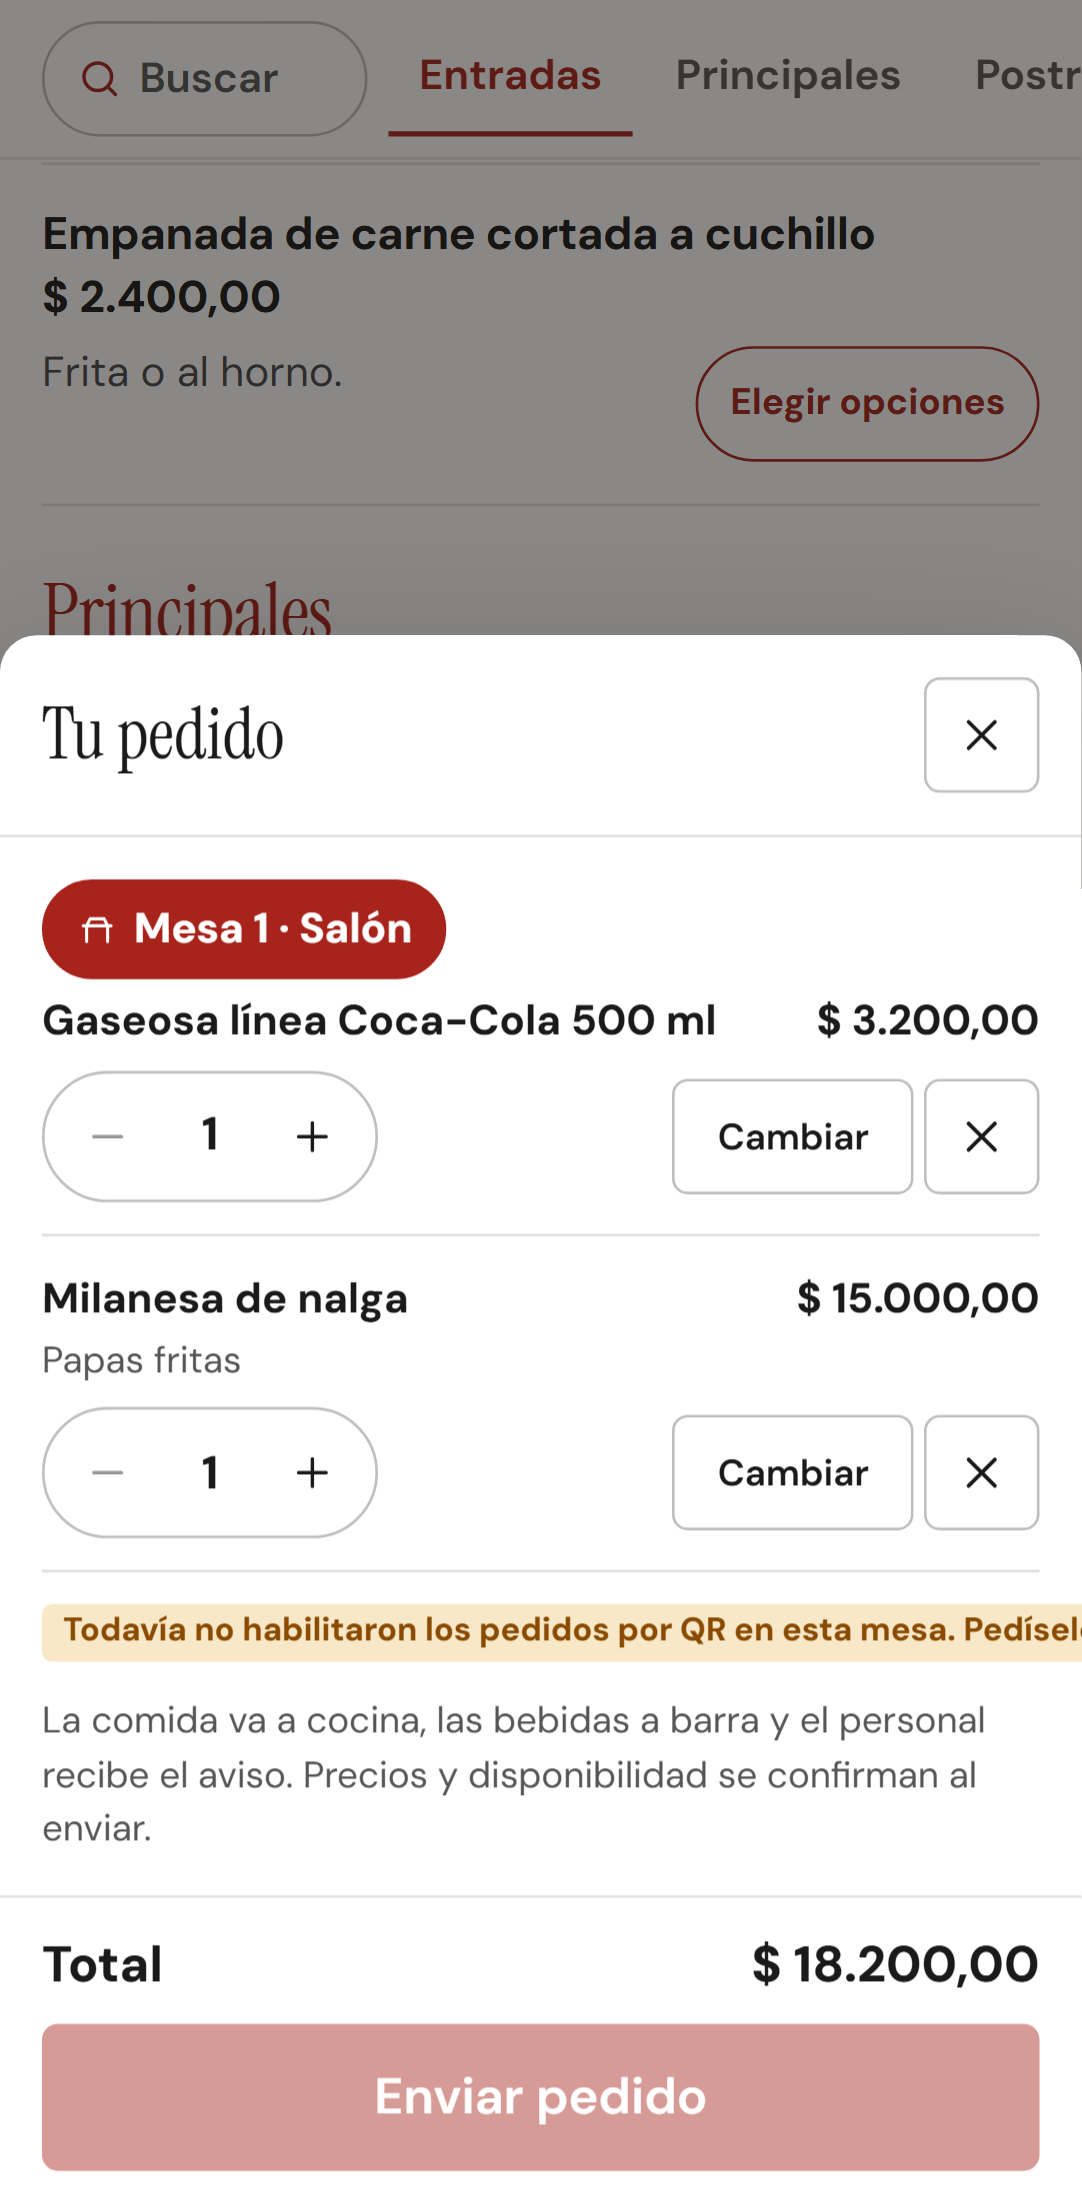 Buscar
Entradas
Principales
Postr
Empanada de carne cortada a cuchillo
$ 2.400,00
Frita o al horno.
Elegir opciones
Principales
Tu pedido
Mesa 1 · Salón
Gaseosa línea Coca-Cola 500 ml
$ 3.200,00
1
Cambiar
Milanesa de nalga
$ 15.000,00
Papas fritas
1
Cambiar
Todavía no habilitaron los pedidos por QR en esta mesa.
La comida va a cocina, las bebidas a barra y el personal
recibe el aviso. Precios y disponibilidad se confirman al
enviar.
Total
$ 18.200,00
Enviar pedido